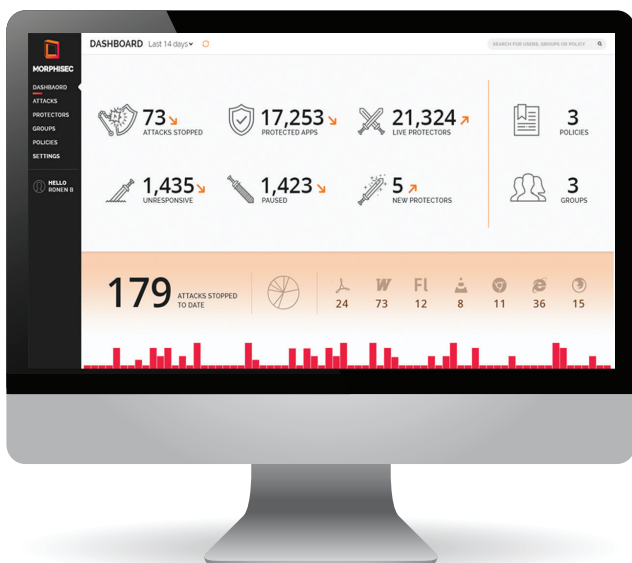 MORPHISEC
DASHBAORD
ATTACKS
PROTECTORS
GROUPS
POLICIES
SETTINGS
HELLO
RONEN B
DASHBOARD Last 14 days
SEARCH FOR USERS, GROUPS OR POLICY
73
ATTACKS STOPPED
17,253
PROTECTED APPS
21,324
LIVE PROTECTORS
3
POLICIES
1,435
UNRESPONSIVE
1,423
PAUSED
5
NEW PROTECTORS
3
GROUPS
179 ATTACKS STOPPED
TO DATE
W Fl
24 73 12 8 11 36 15